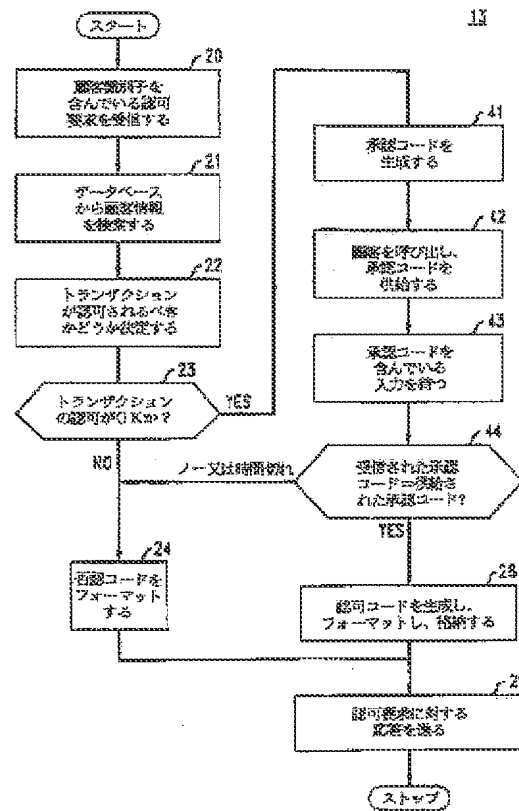 13
スタート
20
顧客識別子を
含んでいる認可
要求を受信する
21
データベース
から顧客情報
を検索する
22
トランザクション
が認可されるべき
かどうか決定する
23
トランザクション
の認可がOKか?
YES
NO
24
否認コードを
フォーマット
する
41
承認コードを
生成する
42
顧客を呼び出し、
承認コードを
供給する
43
承認コードを
含んでいる
入力を待つ
44
受信された承認
コード=供給さ
れた承認コード?
ノー又は時間切れ
YES
28
認可コードを生成し、
フォーマットし、格納する
認可要求に対する
応答を送る
ストップ